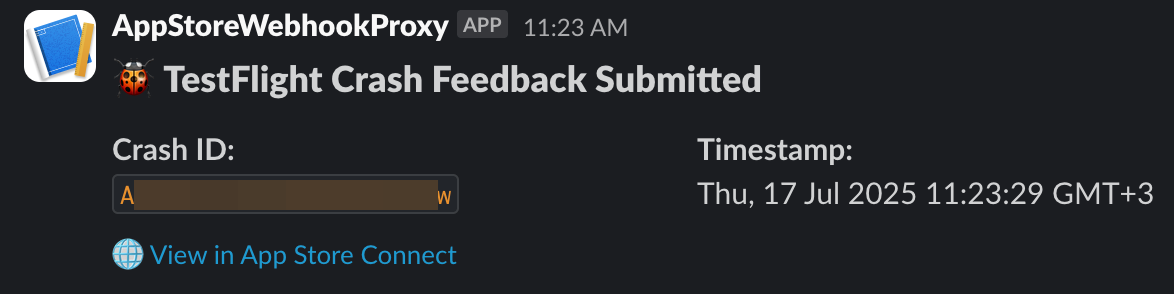 AppStoreWebhookProxy APP 11:23 AM
TestFlight Crash Feedback Submitted
Crash ID: Timestamp:
A w Thu, 17 Jul 2025 11:23:29 GMT+3
View in App Store Connect